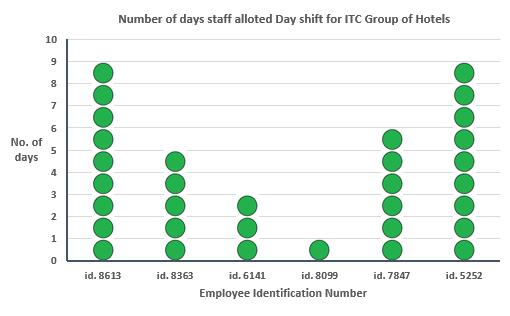 Number of days staff alloted Day shift for ITC Group of Hotels
10
9
8
7
6
5
4
3
2
1
0
No. of
days
id. 8613 id. 8363 id. 6141 id. 8099 id. 7847 id. 5252
Employee Identification Number